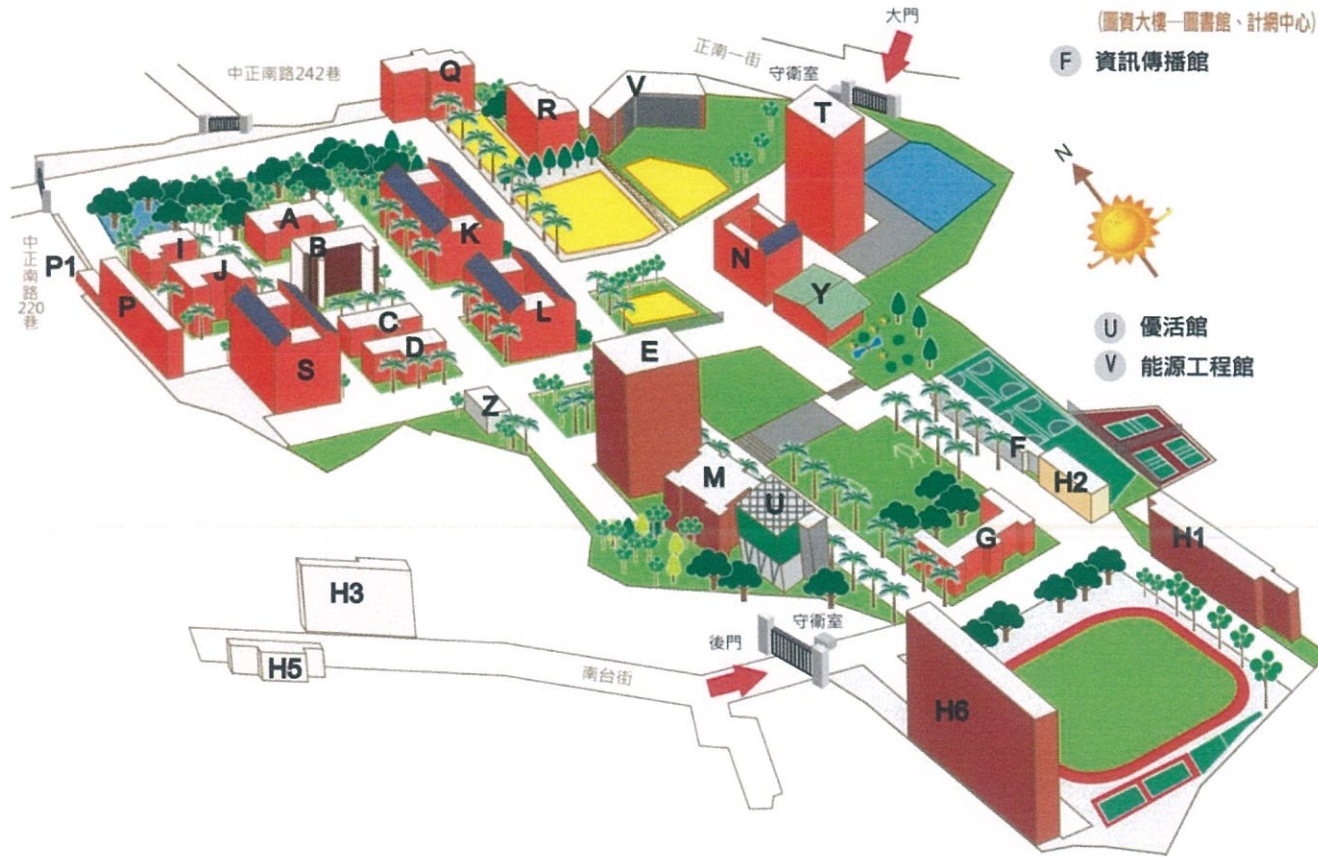 大門
(圖資大樓—圖書館、計網中心)
F 資訊傳播館
正南一街
守衛室
中正南路242巷
Q
R
V
T
N
A
I
B
K
J
中正南路220巷
P1
P
N
Y
L
C
D
S
E
U 優活館
V 能源工程館
Z
M
U
F
H2
G
H1
H3
H5
守衛室
後門
南台街
H6